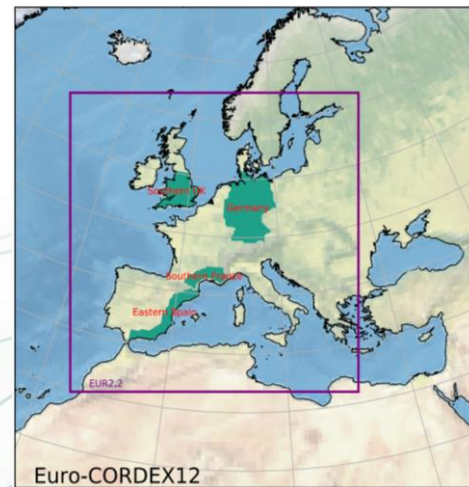 Southern UK
Germany
Southern France
Eastern Spain
EUR2.2
Euro-CORDEX12